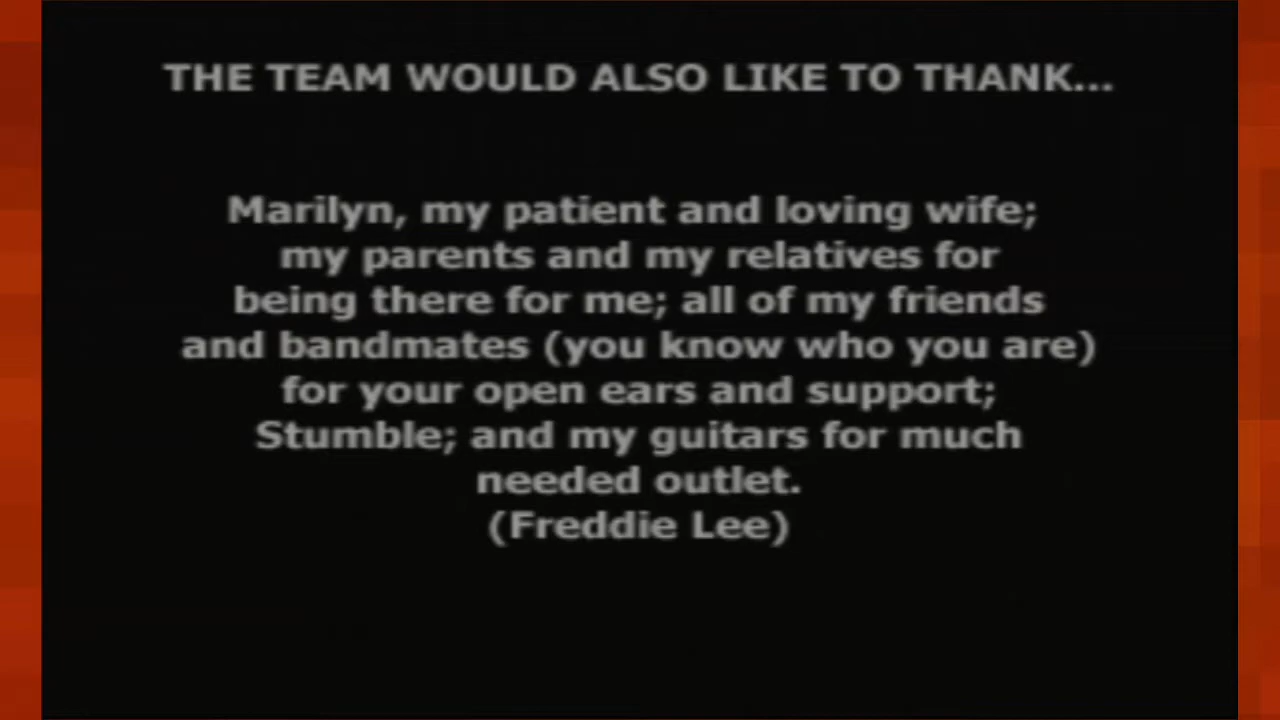 THE TEAM WOULD ALSO LIKE TO THANK...
Marilyn, my patient and loving wife;
my parents and my relatives for
being there for me; all of my friends
and bandmates (you know who you are)
for your open ears and support;
Stumble; and my guitars for much
needed outlet.
(Freddie Lee)